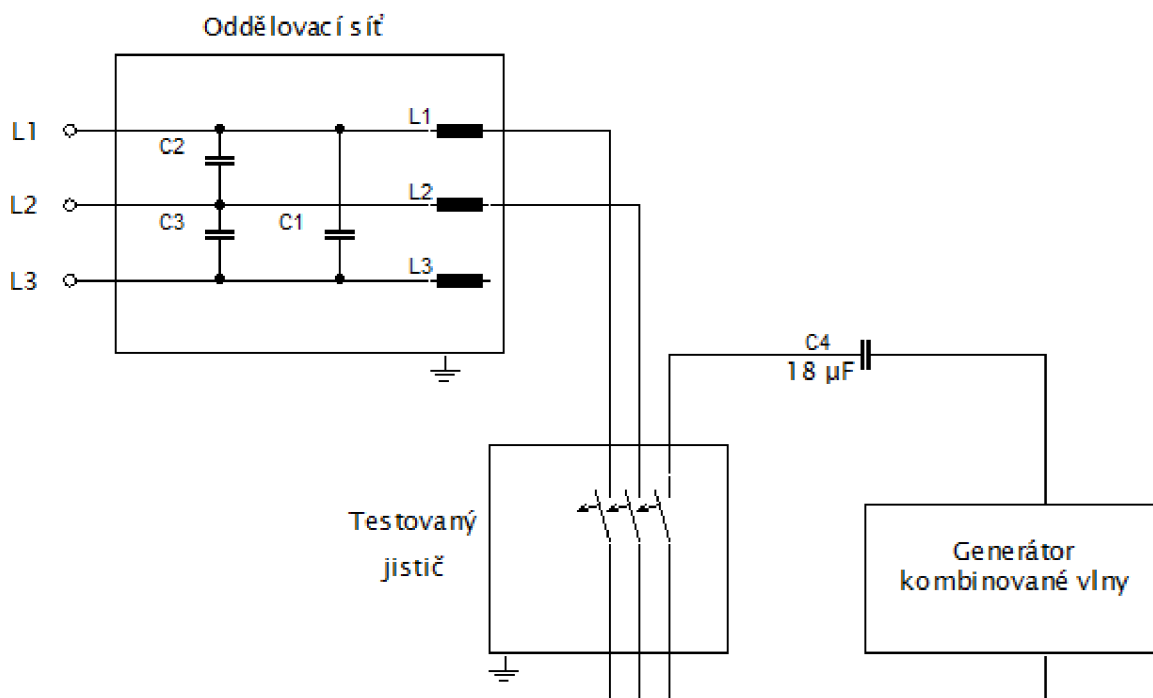 Oddělovací síť
L1
L1
C2
L2
L2
C3
C1
L3
L3
C4
18 µF
Testovaný
jistič
Generátor
kombinované vlny